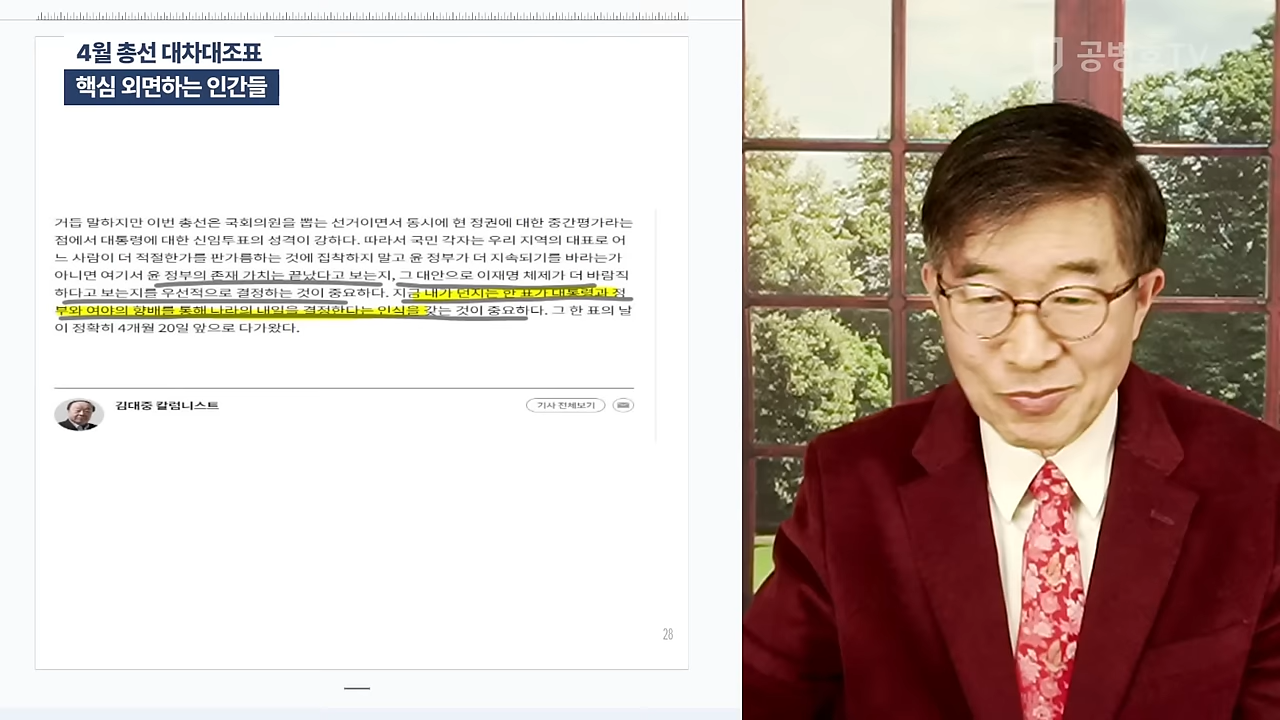 4월 총선 대차대조표
핵심 외면하는 인간들
공병호TV
거듭 말하지만 이번 총선은 국회의원을 뽑는 선거이면서 동시에 현 정권에 대한 중간평가라는
점에서 대통령에 대한 신임투표의 성격이 강하다. 따라서 국민 각자는 우리 지역의 대표로 어
느 사람이 더 적절한가를 판가름하는 것에 집착하지 말고 윤 정부가 더 지속되기를 바라는가
아니면 여기서 윤 정부의 존재 가치는 끝났다고 보는지, 그 대안으로 이재명 체제가 더 바람직
하다고 보는지를 우선적으로 결정하는 것이 중요하다. 지금 내가 던지는 한 표가 대통령과 정
부와 여야의 향배를 통해 나라의 내일을 결정한다는 인식을 갖는 것이 중요하다. 그 한 표의 날
이 정확히 4개월 20일 앞으로 다가왔다.
김대중 칼럼니스트
기사 전체보기
28